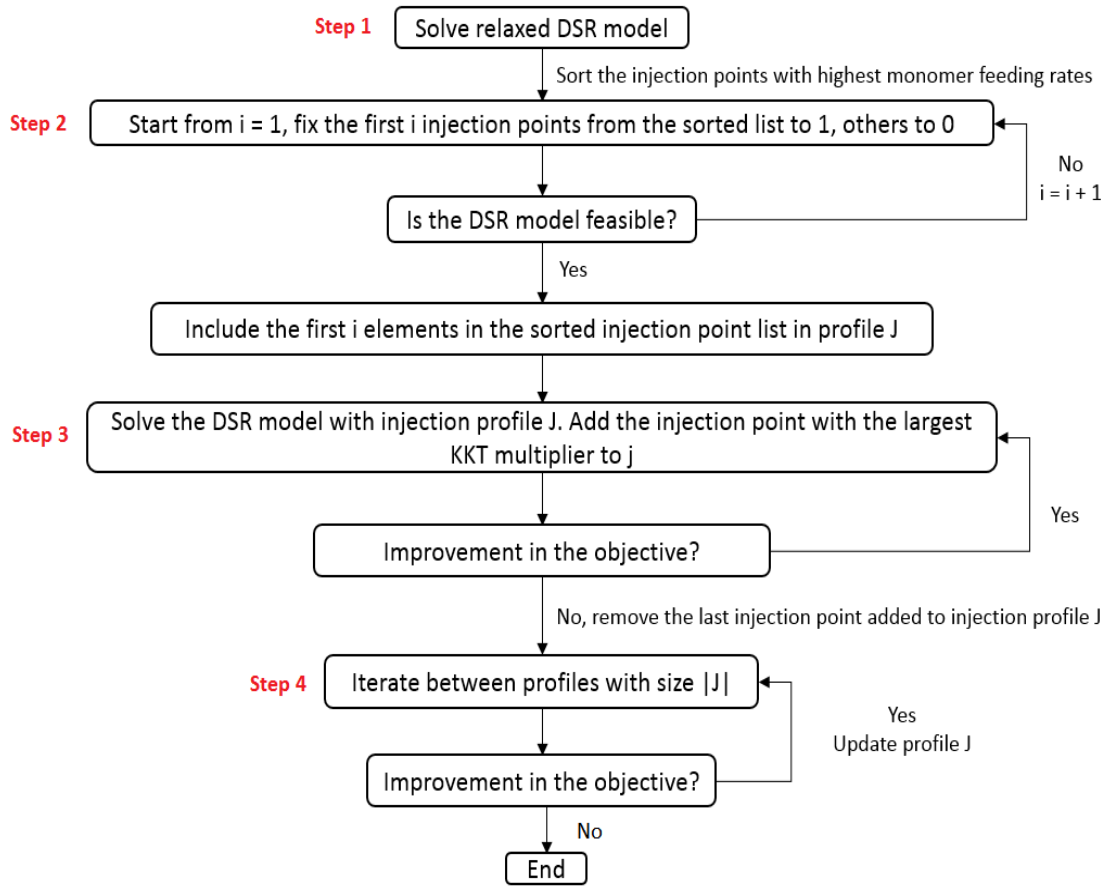 Step 1
Solve relaxed DSR model
Sort the injection points with highest monomer feeding rates
Step 2
Start from i = 1, fix the first i injection points from the sorted list to 1, others to 0
No
i = i + 1
Is the DSR model feasible?
Yes
Include the first i elements in the sorted injection point list in profile J
Step 3
Solve the DSR model with injection profile J. Add the injection point with the largest
KKT multiplier to j
Yes
Improvement in the objective?
No, remove the last injection point added to injection profile J
Step 4
Iterate between profiles with size |J|
Yes
Update profile J
Improvement in the objective?
No
End